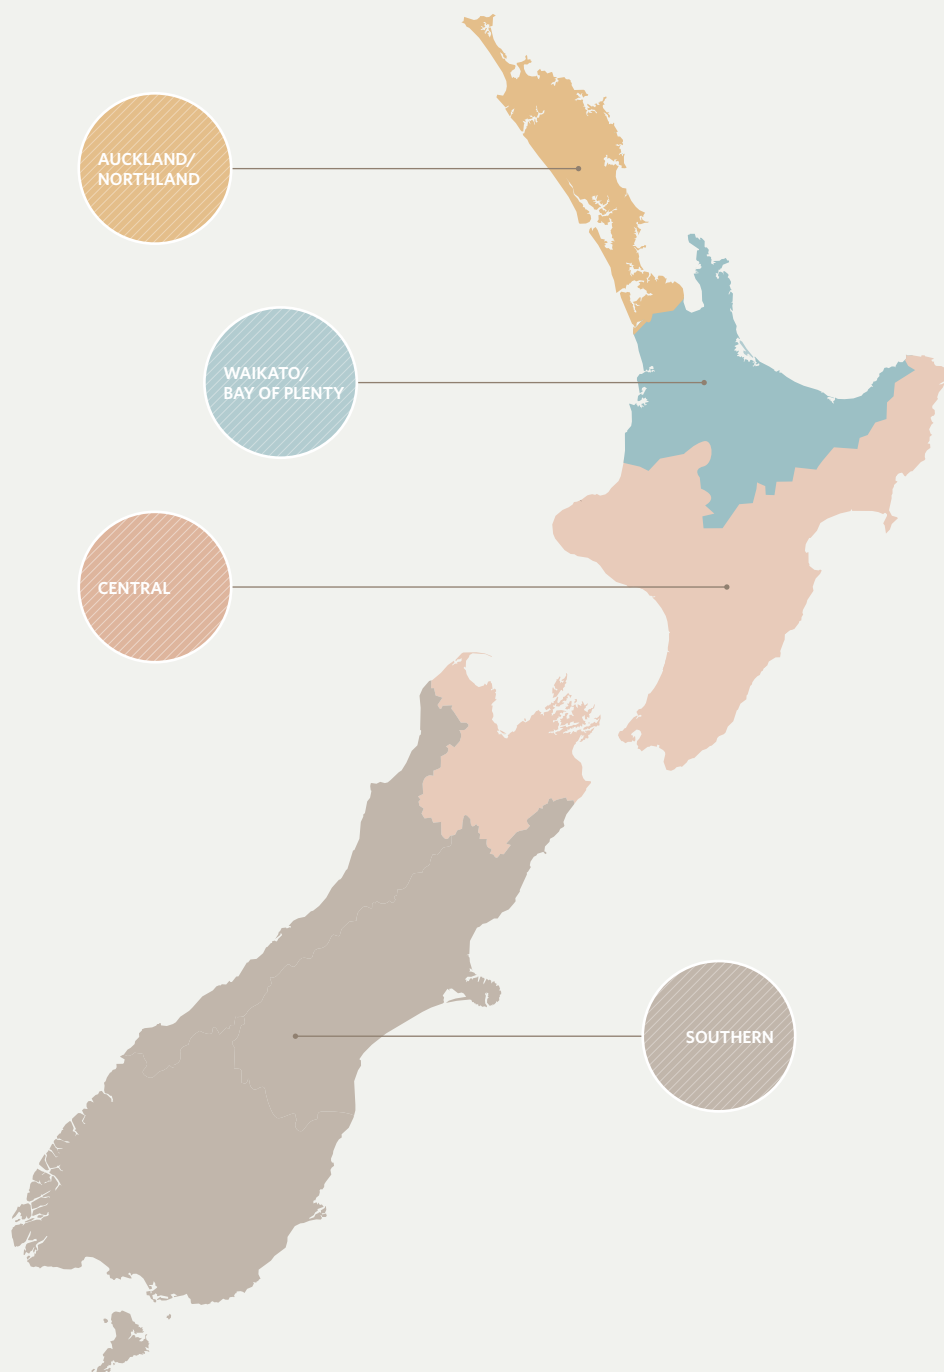 AUCKLAND/
NORTHLAND
WAIKATO/
BAY OF PLENTY
CENTRAL
SOUTHERN